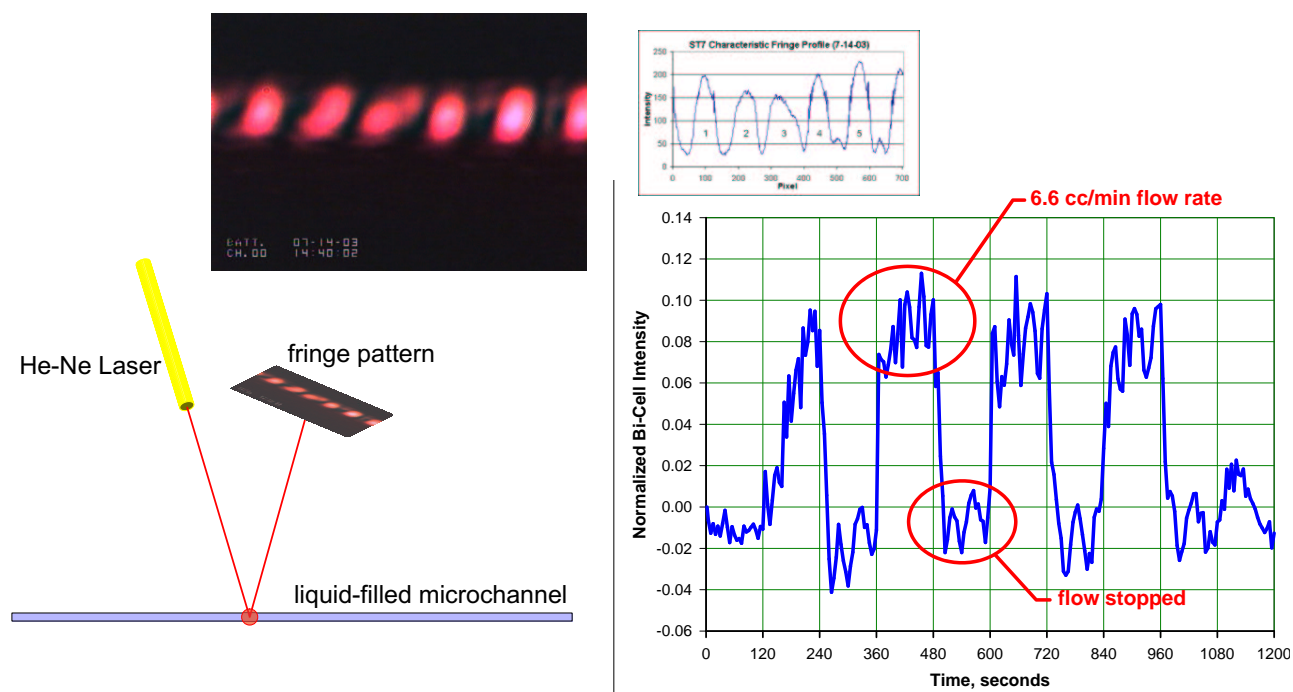 BATT. 07-14-03
CH.00 14:40:02
He-Ne Laser
fringe pattern
liquid-filled microchannel
ST7 Characteristic Fringe Profile (7-14-03)
Intensity
250
200
150
100
50
0
1 2 3 4 5
0 100 200 300 400 500 600 700
Pixel
6.6 cc/min flow rate
Normalized Bi-Cell Intensity
0.14
0.12
0.10
0.08
0.06
0.04
0.02
0.00
-0.02
-0.04
-0.06
flow stopped
0 120 240 360 480 600 720 840 960 1080 1200
Time, seconds